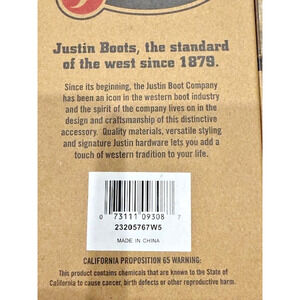 Justin Boots, the standard
of the west since 1879.
Since its beginning, the Justin Boot Company
has been an icon in the western boot industry
and the spirit of the company lives on in the
design and craftsmanship of this distinctive
accessory. Quality materials, versatile styling
and signature Justin hardware lets you add a
touch of western tradition to your life.
0 73111 09308 7
23205767W5
MADE IN CHINA
CALIFORNIA PROPOSITION 65 WARNING:
This product contains chemicals that are known to the State of
California to cause cancer, birth defects or other reproductive harm.